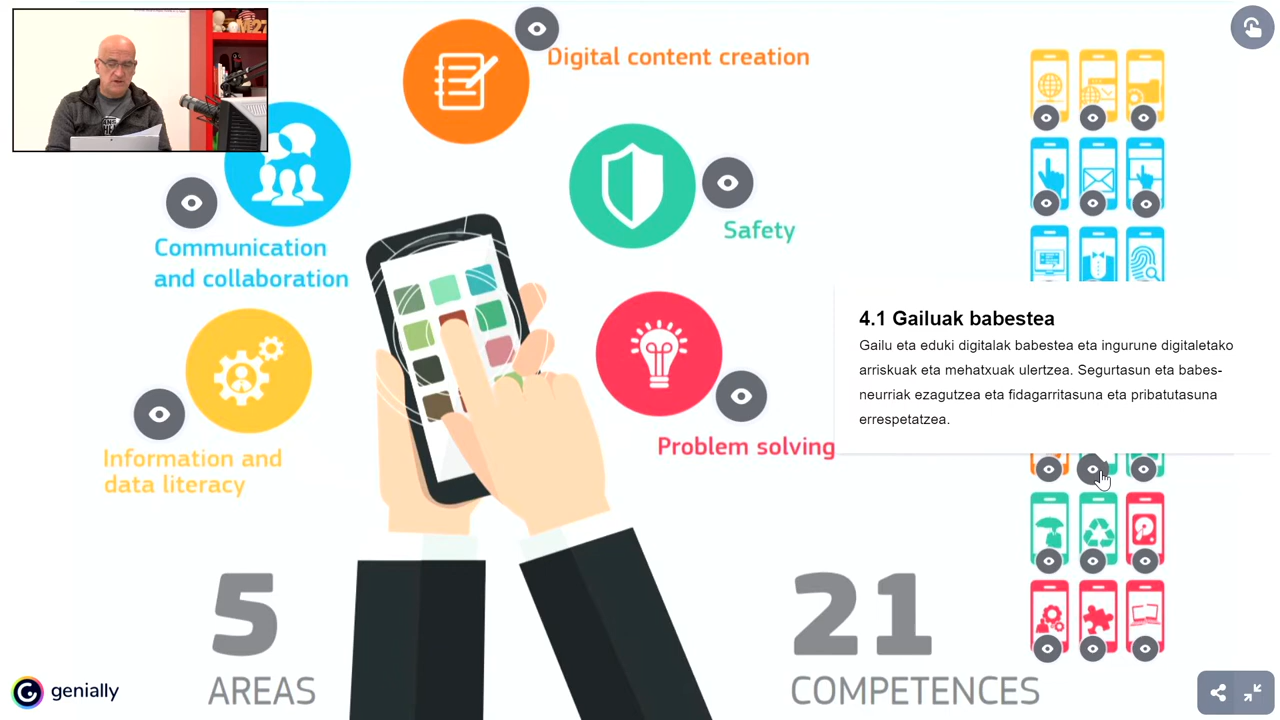 Digital content creation
Safety
Communication
and collaboration
4.1 Gailuak babestea
Gailu eta eduki digitalak babestea eta ingurune digitaletako
arriskuak eta mehatxuak ulertzea. Segurtasun eta babes-
neurriak ezagutzea eta fidagarritasuna eta pribatutasuna
errespetatzea.
Problem solving
Information and
data literacy
5
AREAS
21
COMPETENCES
genially